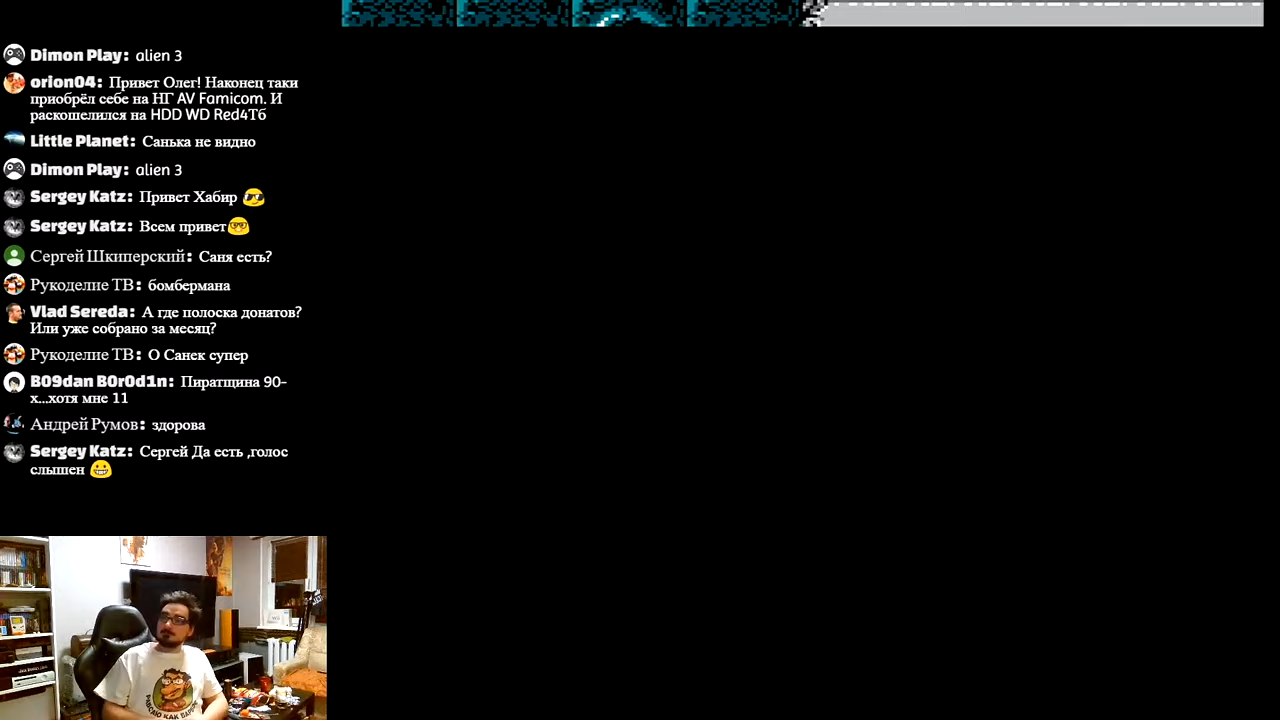 Dimon Play: alien 3
orion04: Привет Олег! Наконец таки
приобрёл себе на НГ AV Famicom. И
раскошелился на HDD WD Red4Тб
Little Planet: Санька не видно
Dimon Play: alien 3
Sergey Katz: Привет Хабир 😎
Sergey Katz: Всем привет🤓
Сергей Шкиперский: Саня есть?
Рукоделие ТВ: бомбермана
Vlad Sereda: А где полоска донатов?
Или уже собрано за месяц?
Рукоделие ТВ: О Санек супер
B09dan B0r0d1n: Пиратщина 90-
х...хотя мне 11
Андрей Румов: здорова
Sergey Katz: Сергей Да есть ,голос
слышен 😀